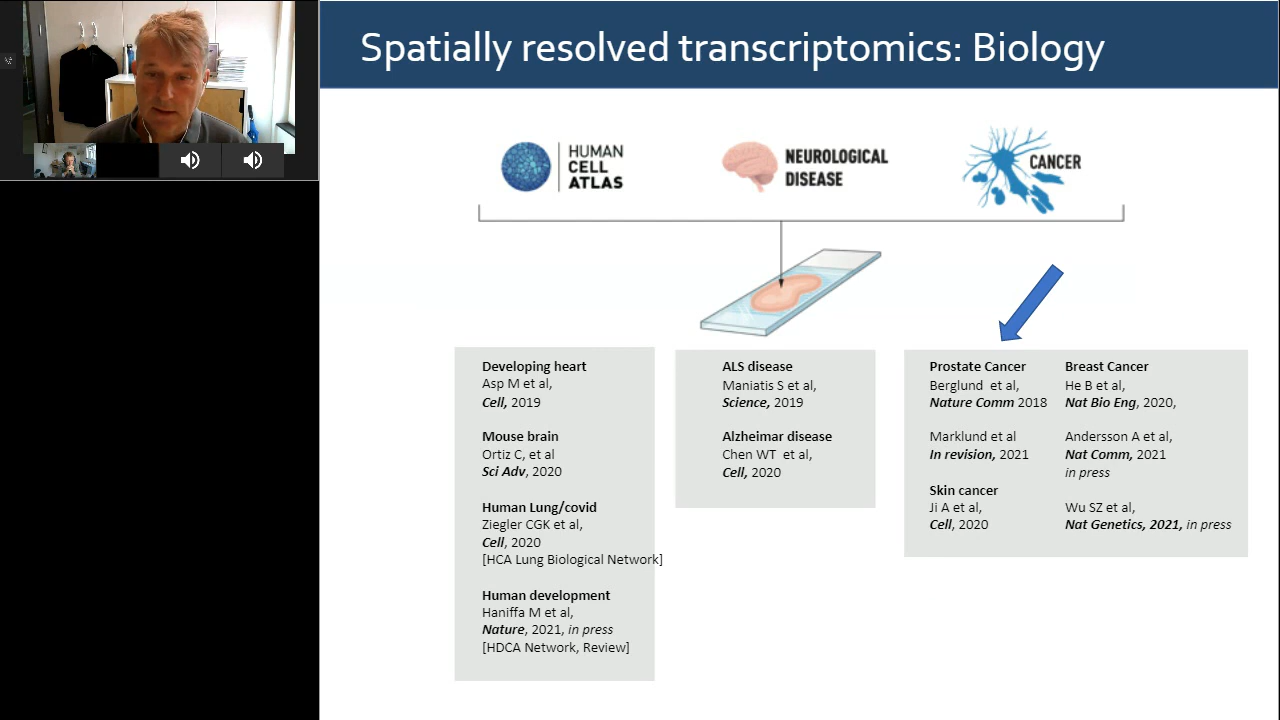 Spatially resolved transcriptomics: Biology
HUMAN
CELL
ATLAS
NEUROLOGICAL
DISEASE
CANCER
Developing heart
Asp M et al,
Cell, 2019
Mouse brain
Ortiz C, et al
Sci Adv, 2020
Human Lung/covid
Ziegler CGK et al,
Cell, 2020
[HCA Lung Biological Network]
Human development
Haniffa M et al,
Nature, 2021, in press
[HDCA Network, Review]
ALS disease
Maniatis S et al,
Science, 2019
Alzheimar disease
Chen WT et al,
Cell, 2020
Prostate Cancer
Berglund et al,
Nature Comm 2018
Marklund et al
In revision, 2021
Skin cancer
Ji A et al,
Cell, 2020
Breast Cancer
He B et al,
Nat Bio Eng, 2020,
Andersson A et al,
Nat Comm, 2021
in press
Wu SZ et al,
Nat Genetics, 2021, in press